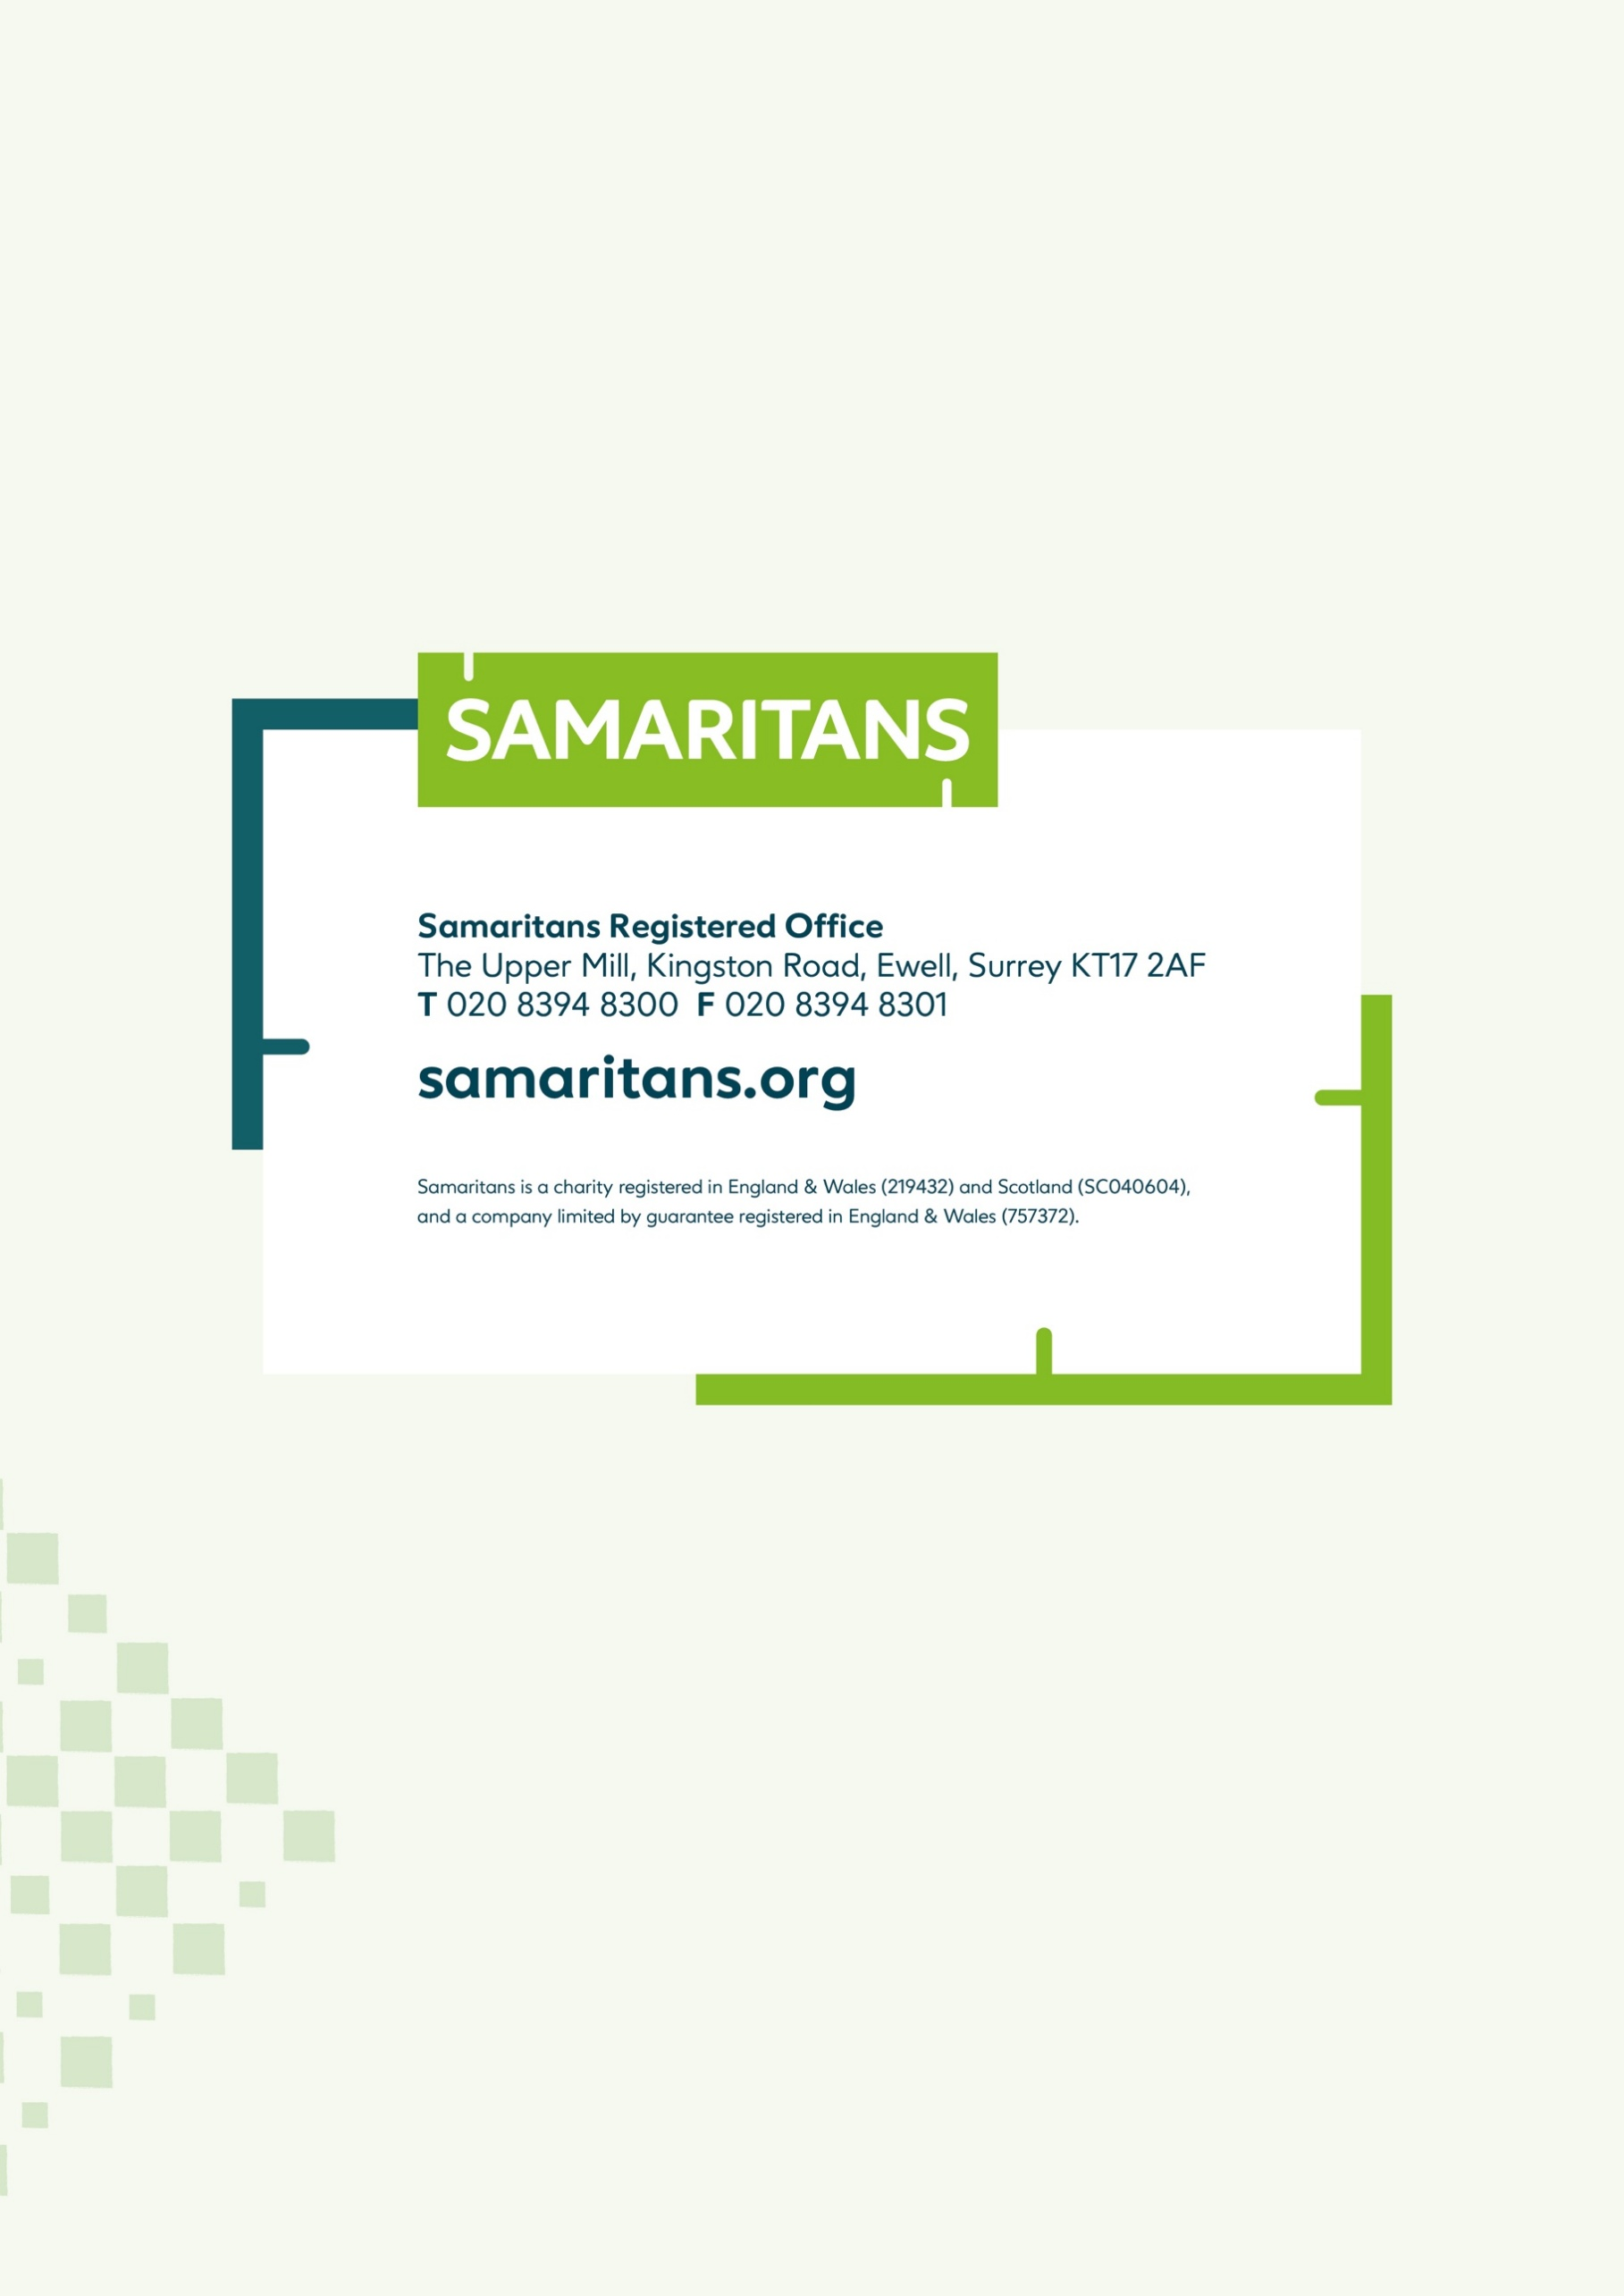 SAMARITANS
Samaritans Registered Office
The Upper Mill, Kingston Road, Ewell, Surrey KT17 2AF
T 020 8394 8300 F 020 8394 8301
samaritans.org
Samaritans is a charity registered in England & Wales (219432) and Scotland (SC040604),
and a company limited by guarantee registered in England & Wales (757372).